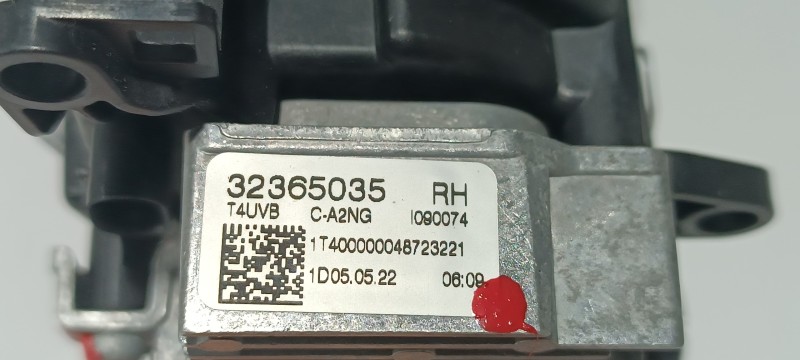 32365035 RH
T4UVB C-A2NG I090074
1T400000048723221
1D05.05.22 06:09